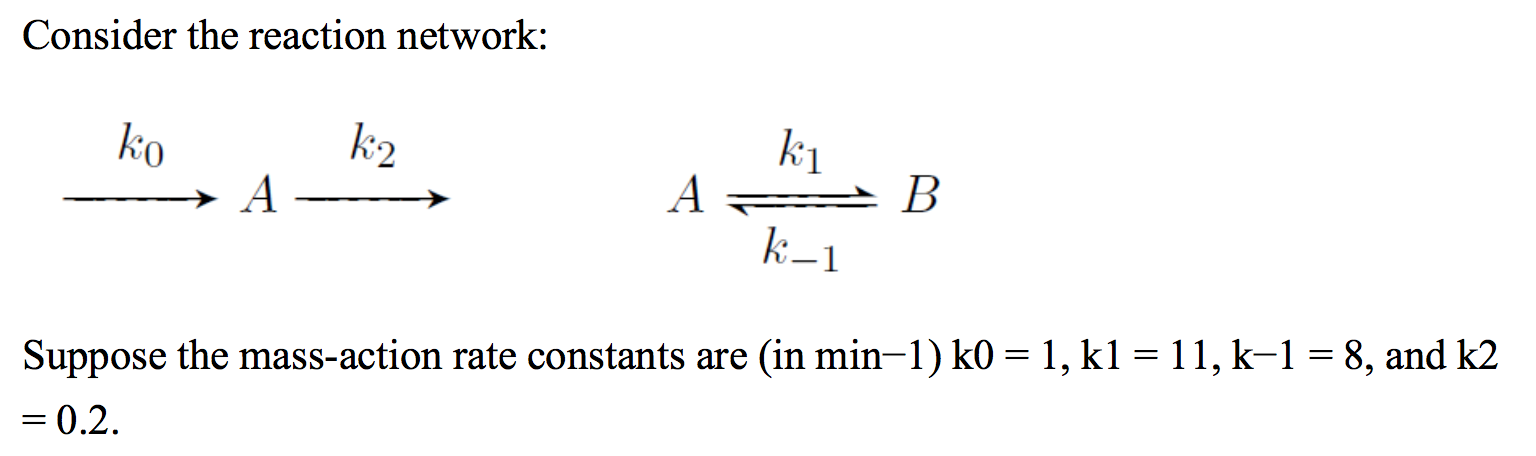 Consider the reaction network:
k₀ k₂ k₁
A A B
k₋₁
Suppose the mass-action rate constants are (in min−1) k0 = 1, k1 = 11, k−1 = 8, and k2
= 0.2.